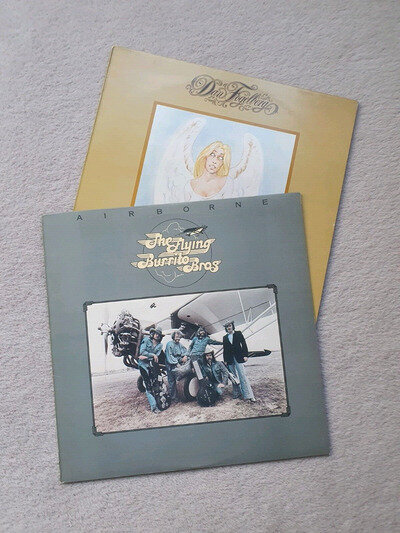 Dan Fogelberg
AIRBORNE
The Flying
Burrito Bros